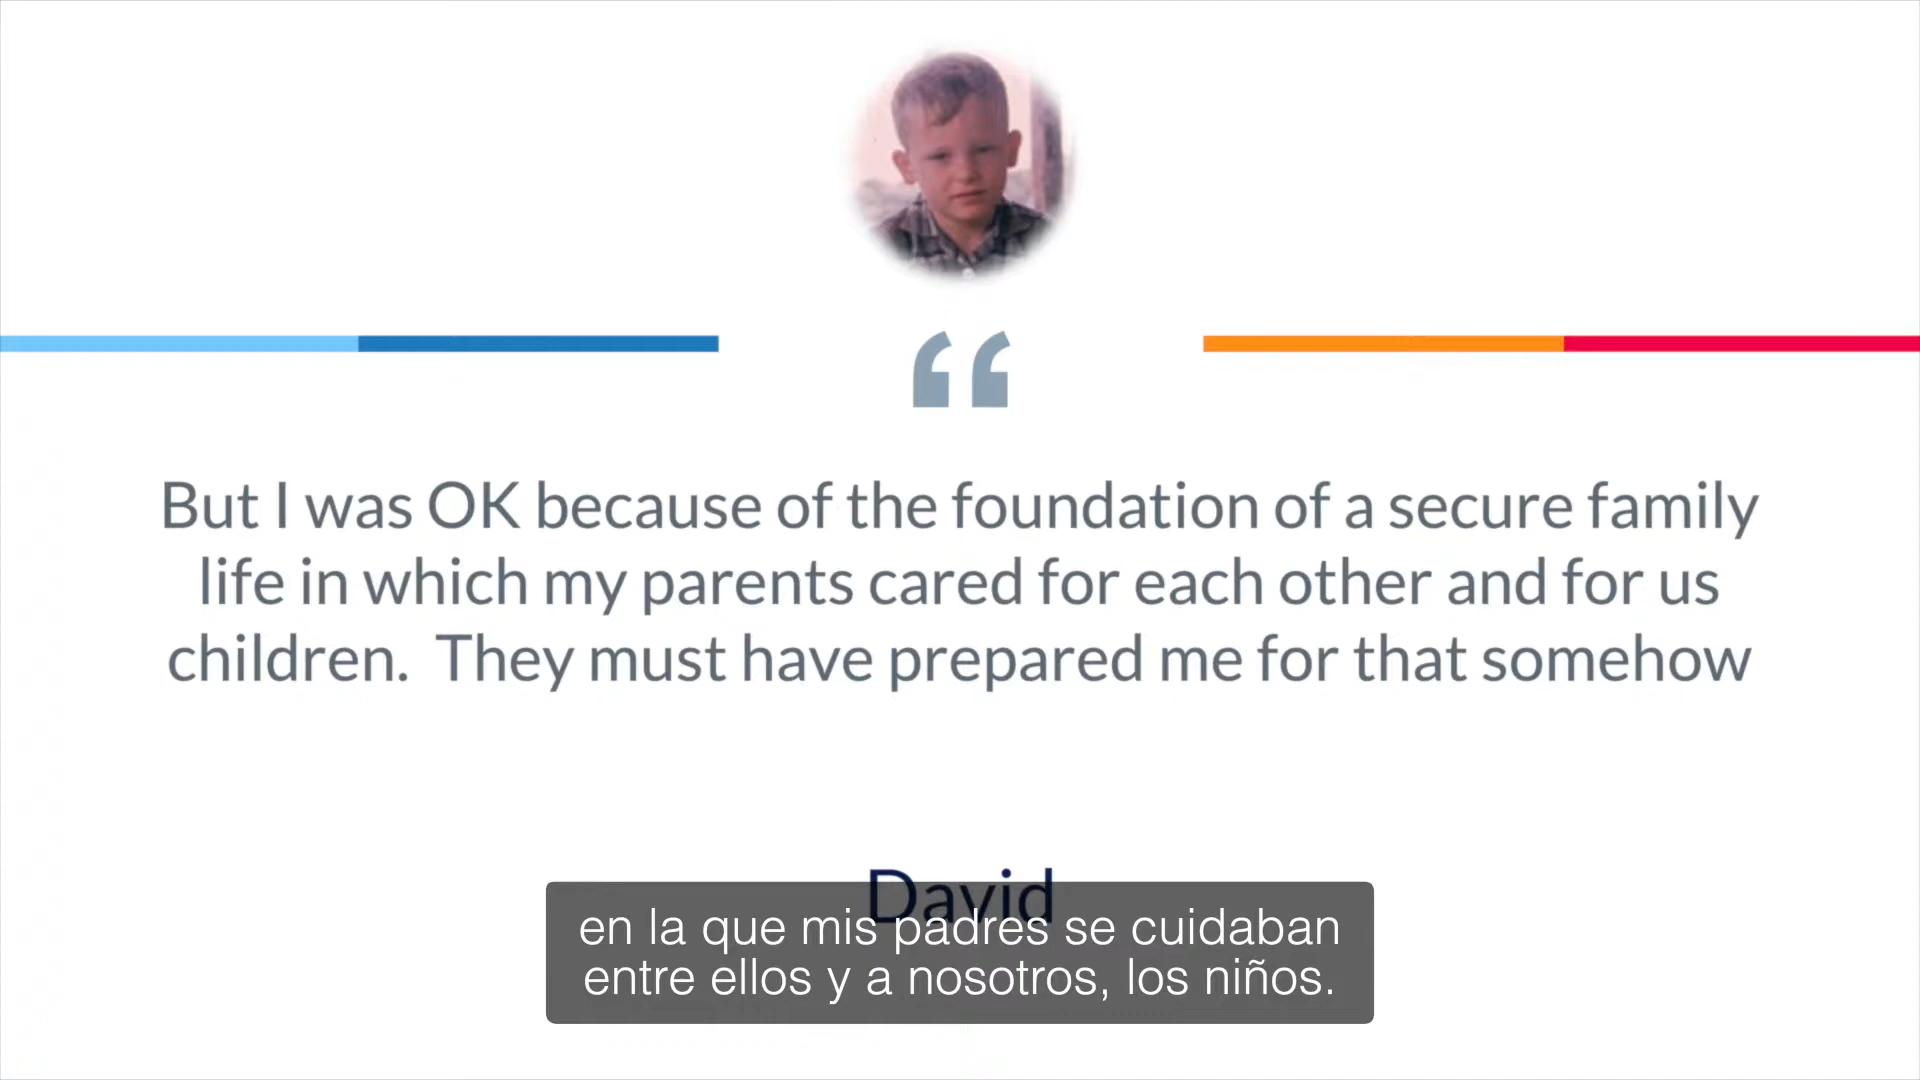 “
But I was OK because of the foundation of a secure family
life in which my parents cared for each other and for us
children.  They must have prepared me for that somehow
David
en la que mis padres se cuidaban
entre ellos y a nosotros, los niños.